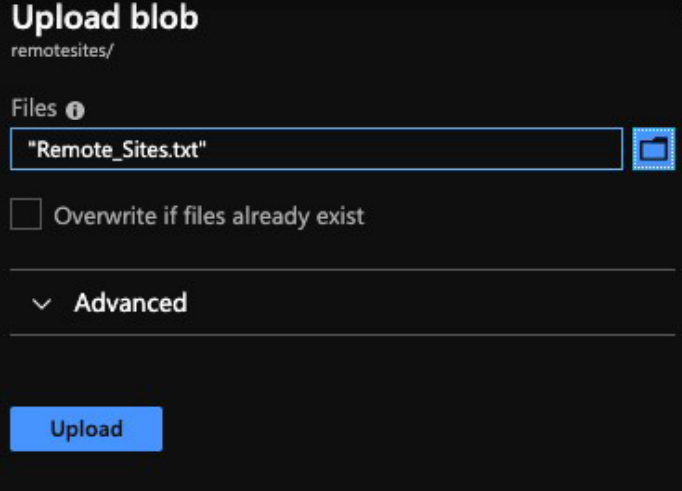 Upload blob
remotesites/
Files
"Remote_Sites.txt"
Overwrite if files already exist
Advanced
Upload